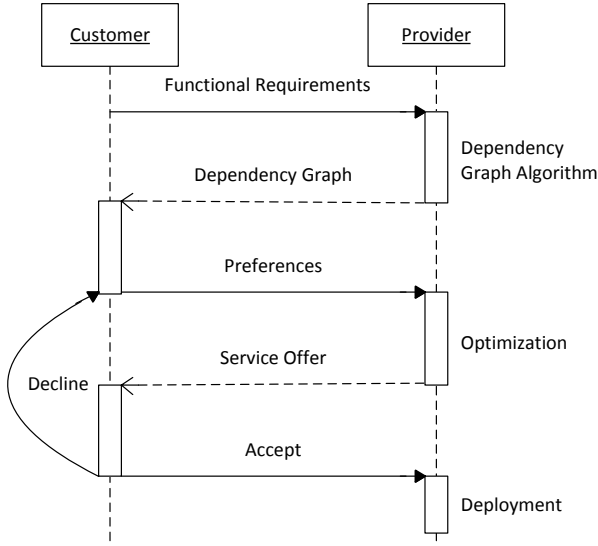 Customer
Provider
Functional Requirements
Dependency
Graph Algorithm
Dependency Graph
Preferences
Optimization
Service Offer
Decline
Accept
Deployment